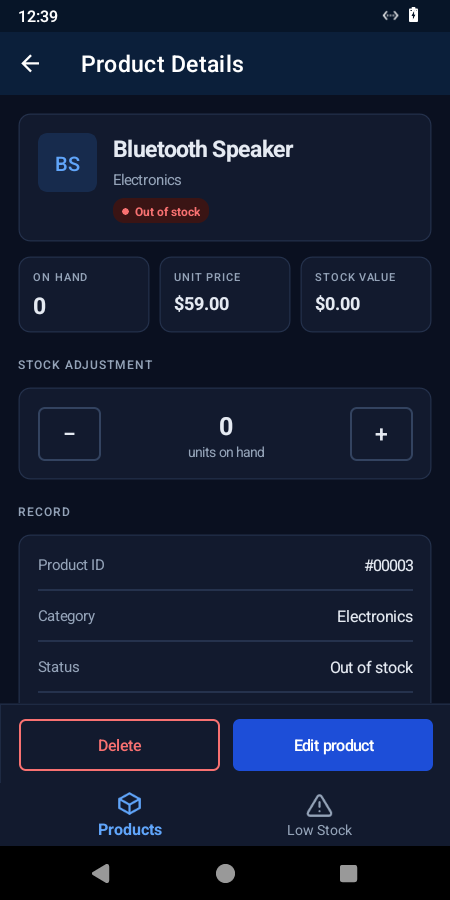 12:39
Product Details
BS
Bluetooth Speaker
Electronics
Out of stock
ON HAND
0
UNIT PRICE
$59.00
STOCK VALUE
$0.00
STOCK ADJUSTMENT
−
0
units on hand
+
RECORD
Product ID
#00003
Category
Electronics
Status
Out of stock
Delete
Edit product
Products
Low Stock